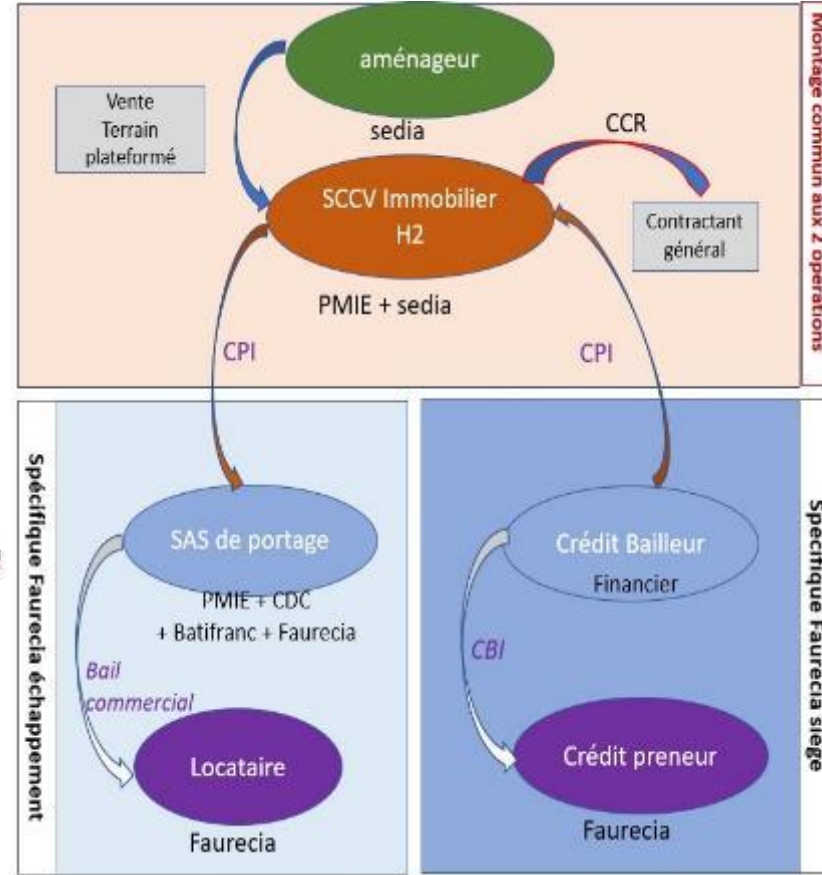 aménageur
sedia
Vente
Terrain
plateformé
CCR
SCCV Immobilier
H2
Contractant
général
PMIE + sedia
CPI
CPI
Montage commun aux 2 operations
Spécifique Faurecia échappement
SAS de portage
PMIE + CDC
+ Batifranc + Faurecia
Bail
commercial
Locataire
Faurecia
Crédit Bailleur
Financier
CBI
Crédit preneur
Faurecia
Specifique Faurecia siege